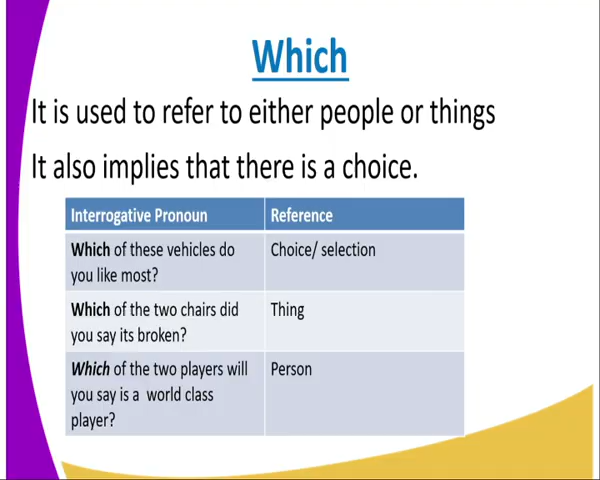 Which
It is used to refer to either people or things
It also implies that there is a choice.
Interrogative Pronoun Reference
Which of these vehicles do Choice/ selection
you like most?
Which of the two chairs did Thing
you say its broken?
Which of the two players will Person
you say is a world class
player?